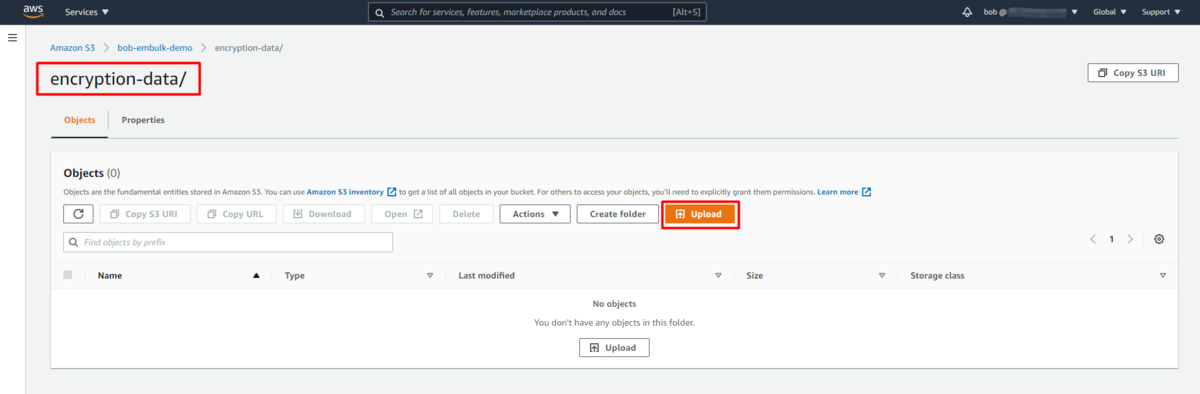 aws Services Search for services, features, marketplace products, and docs [Alt+S] bob @ Global Support
Amazon S3 bob-embulk-demo encryption-data/
encryption-data/
Copy S3 URI
Objects Properties
Objects (0)
Objects are the fundamental entities stored in Amazon S3. You can use Amazon S3 inventory to get a list of all objects in your bucket. For others to access your objects, you'll need to explicitly grant them permissions. Learn more
Copy S3 URI Copy URL Download Open Delete Actions Create folder Upload
Find objects by prefix
1
Name Type Last modified Size Storage class
No objects
You don't have any objects in this folder.
Upload